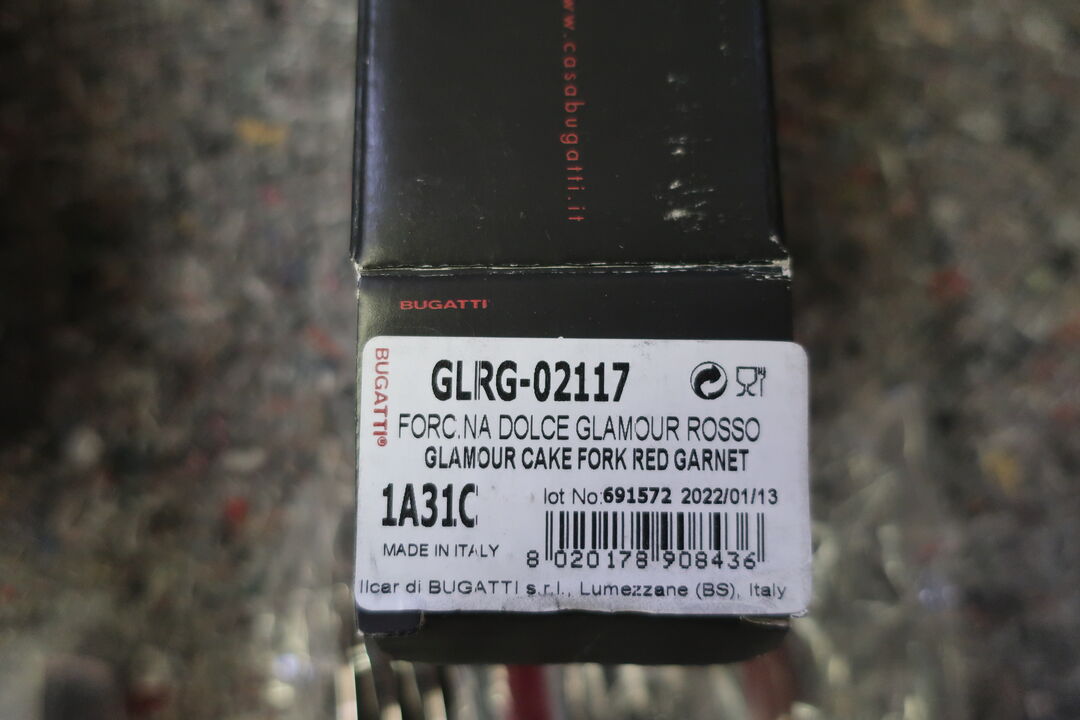 w.casabugatti.it
BUGATTI
BUGATTI®
GLRG-02117
FORC.NA DOLCE GLAMOUR ROSSO
GLAMOUR CAKE FORK RED GARNET
1A31C
lot No:691572 2022/01/13
MADE IN ITALY
8 020178 908436
Ilcar di BUGATTI s.r.l., Lumezzane (BS), Italy